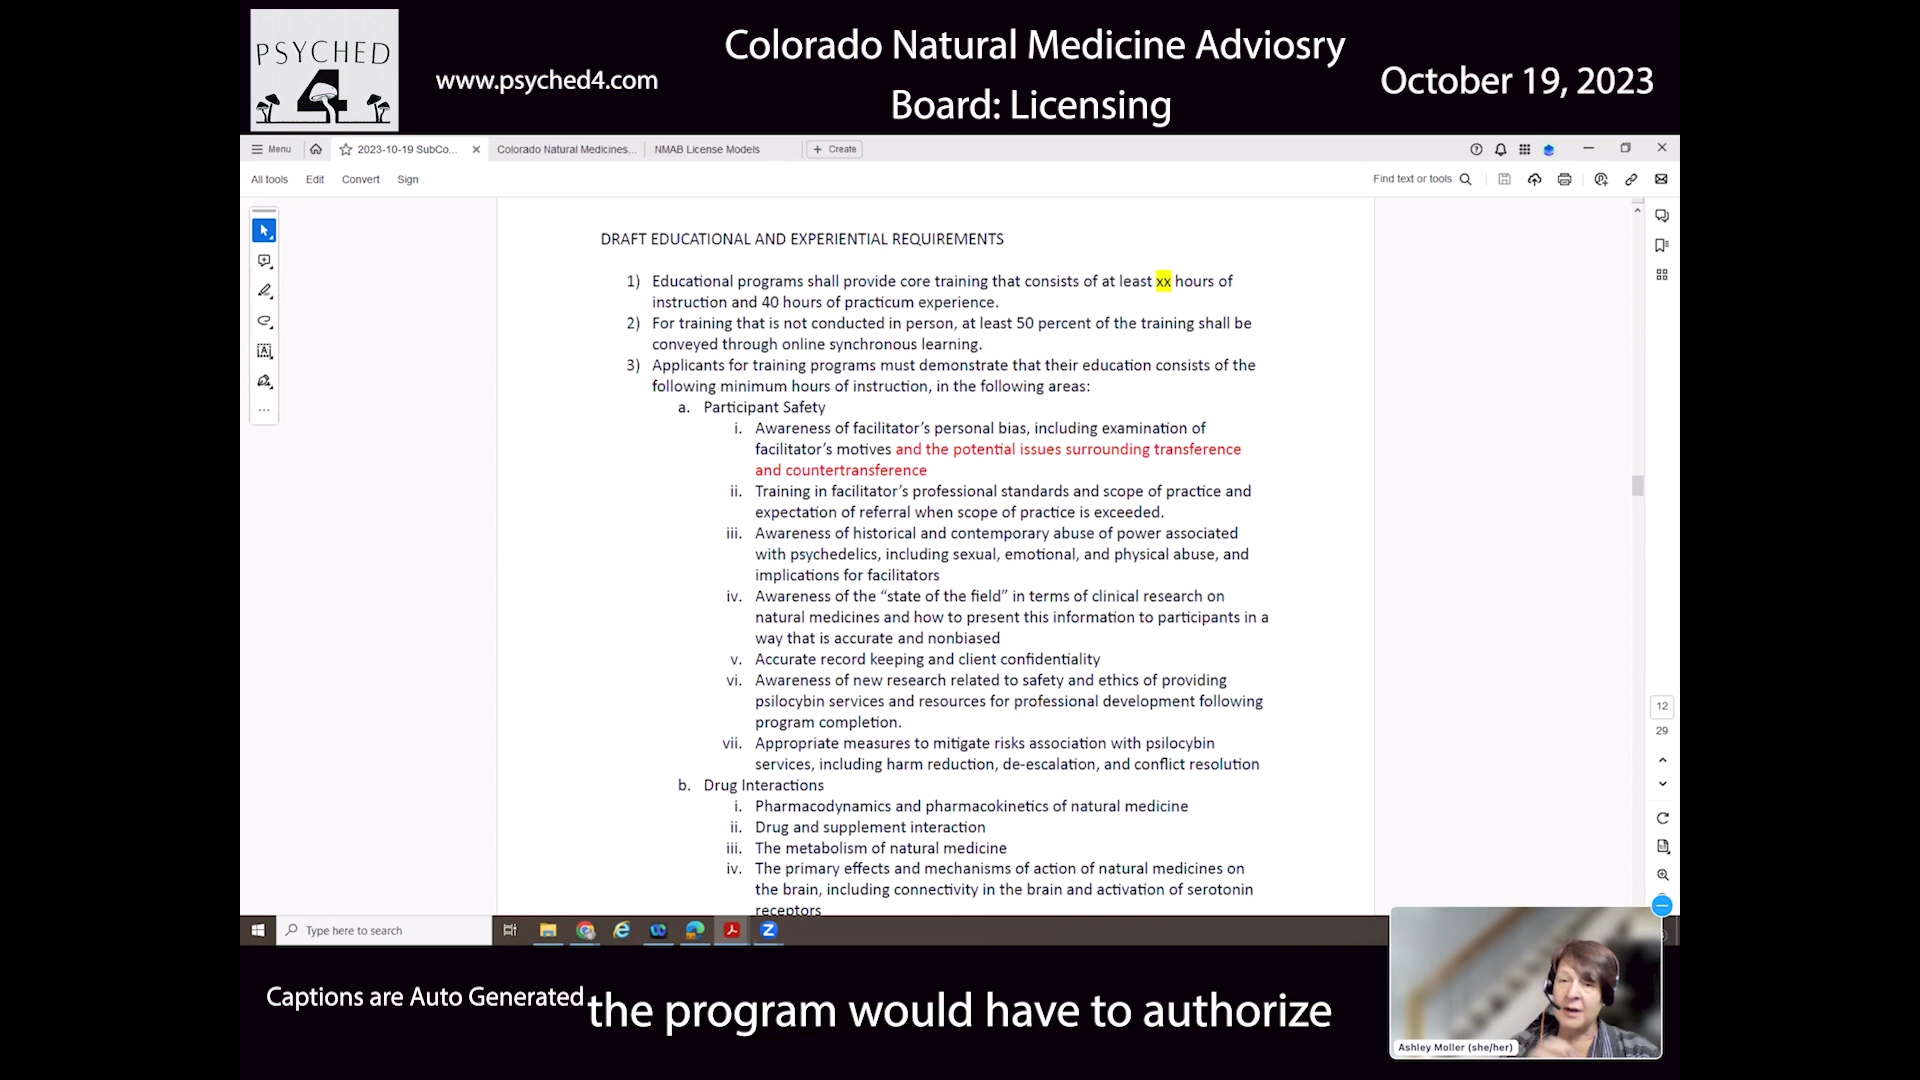 PSYCHED
4
www.psyched4.com
Colorado Natural Medicine Adviosry
Board: Licensing
October 19, 2023
Menu
2023-10-19 SubCo...
Colorado Natural Medicines...
NMAB License Models
Create
All tools
Edit
Convert
Sign
Find text or tools
DRAFT EDUCATIONAL AND EXPERIENTIAL REQUIREMENTS
1) Educational programs shall provide core training that consists of at least xx hours of
instruction and 40 hours of practicum experience.
2) For training that is not conducted in person, at least 50 percent of the training shall be
conveyed through online synchronous learning.
3) Applicants for training programs must demonstrate that their education consists of the
following minimum hours of instruction, in the following areas:
a. Participant Safety
i. Awareness of facilitator's personal bias, including examination of
facilitator's motives and the potential issues surrounding transference
and countertransference
ii. Training in facilitator's professional standards and scope of practice and
expectation of referral when scope of practice is exceeded.
iii. Awareness of historical and contemporary abuse of power associated
with psychedelics, including sexual, emotional, and physical abuse, and
implications for facilitators
iv. Awareness of the “state of the field” in terms of clinical research on
natural medicines and how to present this information to participants in a
way that is accurate and nonbiased
v. Accurate record keeping and client confidentiality
vi. Awareness of new research related to safety and ethics of providing
psilocybin services and resources for professional development following
program completion.
vii. Appropriate measures to mitigate risks association with psilocybin
services, including harm reduction, de-escalation, and conflict resolution
b. Drug Interactions
i. Pharmacodynamics and pharmacokinetics of natural medicine
ii. Drug and supplement interaction
iii. The metabolism of natural medicine
iv. The primary effects and mechanisms of action of natural medicines on
the brain, including connectivity in the brain and activation of serotonin
receptors
12
29
Type here to search
Captions are Auto Generated
the program would have to authorize
Ashley Moller (she/her)